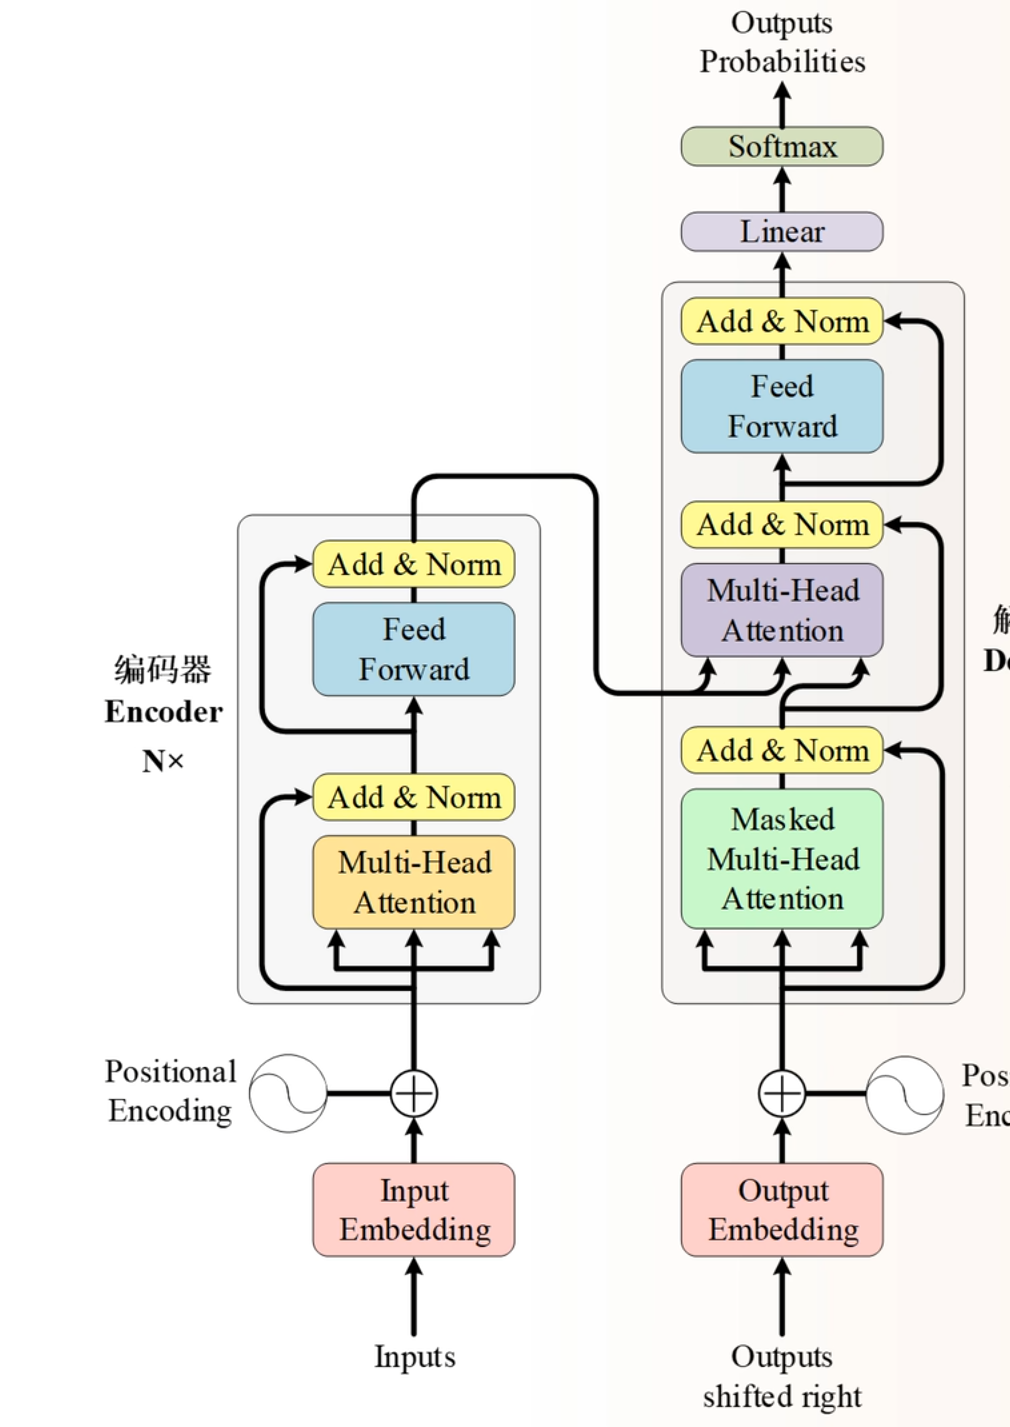 Outputs
Probabilities
Softmax
Linear
Add & Norm
Feed
Forward
Add & Norm
Multi-Head
Attention
Add & Norm
Masked
Multi-Head
Attention
Add & Norm
Feed
Forward
Add & Norm
Multi-Head
Attention
编码器
Encoder
N×
Positional
Encoding
Input
Embedding
Inputs
Output
Embedding
Outputs
shifted right